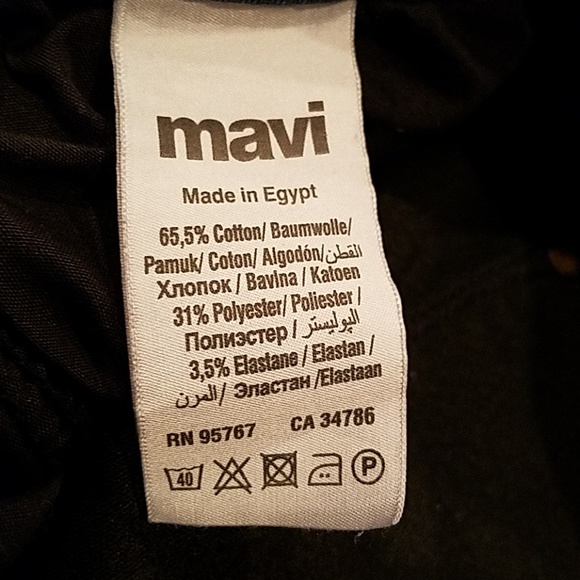 mavi
Made in Egypt
65,5% Cotton/ Baumwolle/
Pamuk/ Coton/ Algodón/القطن
Хлопок / Bavina / Katoen
31% Polyester/ Poliester /
Полиэстер / البوليستر
3,5% Elastane / Elastan /
المرن/ Эластан /Elastaan
RN 95767 CA 34786
40 P